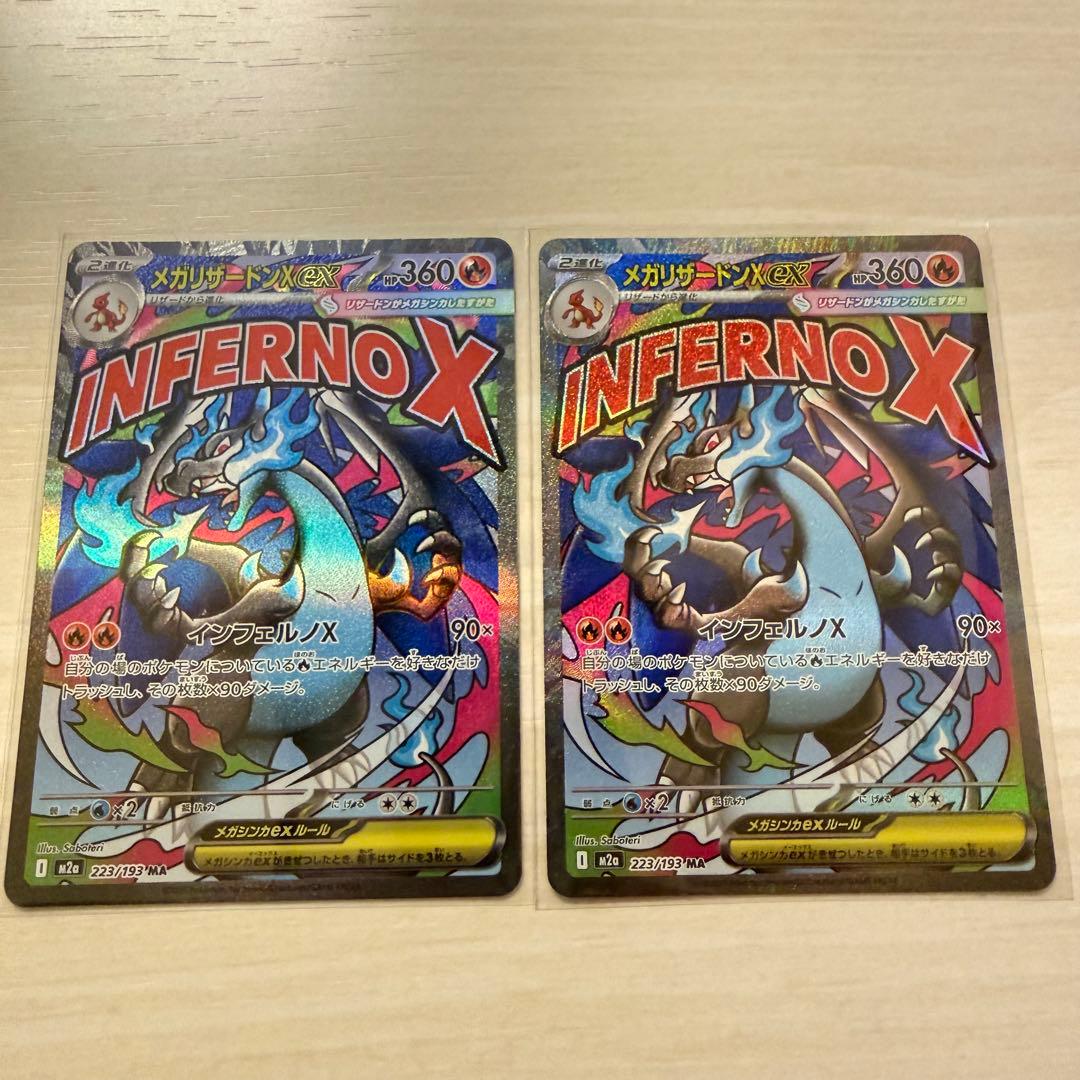 2進化
メガリザードンXex
HP360
リザードから進化
リザードンがメガシンカしたすがた
INFERNO X
インフェルノX
90×
自分の場のポケモンについている エネルギーを好きなだけ
トラッシュし、その枚数×90ダメージ。
弱点
×2
抵抗力
にげる
メガシンカexルール
メガシンカexがきぜつしたとき、相手はサイドを3枚とる。
Illus. Saboteri
I
M2a
223/193 MA
2進化
メガリザードンXex
HP360
リザードから進化
リザードンがメガシンカしたすがた
INFERNO X
インフェルノX
90×
自分の場のポケモンについている エネルギーを好きなだけ
トラッシュし、その枚数×90ダメージ。
弱点
×2
抵抗力
にげる
メガシンカexルール
メガシンカexがきぜつしたとき、相手はサイドを3枚とる。
Illus. Saboteri
I
M2a
223/193 MA